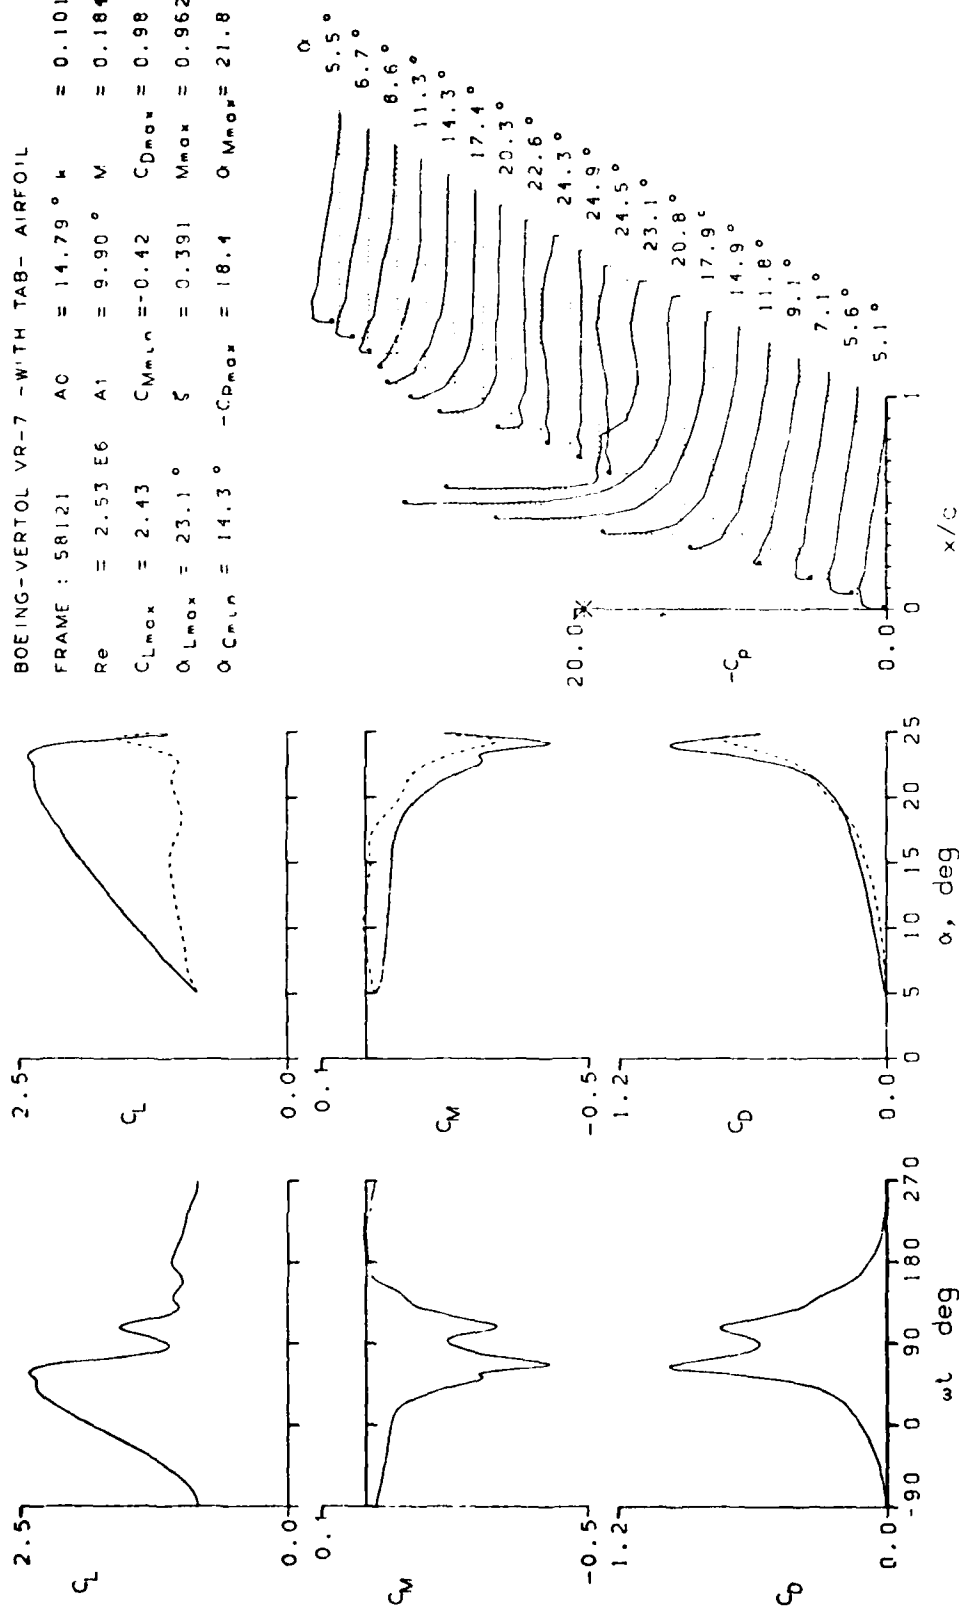 BOEING-VERTOL VR-7 -WITH TAB- AIRFOIL
FRAME : 58121 A0 = 14.79° k = 0.101
Re = 2.53 E6 A1 = 9.90° M = 0.184
CLmax = 2.43 CMmin =-0.42 CDmax = 0.98
αLmax = 23.1° ζ = 0.391 Mmax = 0.962
αCmin = 14.3° -CPmax = 18.4 αMmax= 21.8
2.5
CL
0.0
0.1
CM
-0.5
1.2
CD
0.0
-90 0 90 180 270
ωt deg
2.5
CL
0.0
0.1
CM
-0.5
1.2
CD
0.0
0 5 10 15 20 25
α, deg
α
5.5°
6.7°
8.6°
11.3°
14.3°
17.4°
20.3°
22.6°
24.3°
24.9°
24.5°
23.1°
20.8°
17.9°
14.9°
11.8°
9.1°
7.1°
5.6°
5.1°
20.0
-Cp
0.0
0 1
x/c